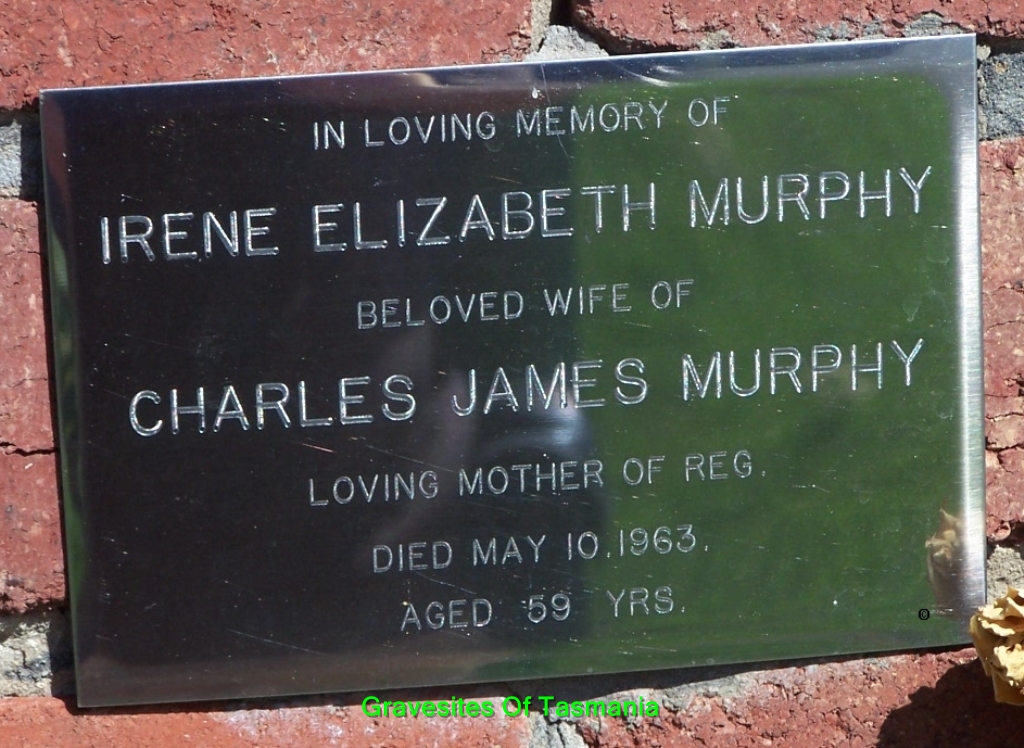 IN LOVING MEMORY OF
IRENE ELIZABETH MURPHY
BELOVED WIFE OF
CHARLES JAMES MURPHY
LOVING MOTHER OF REG.
DIED MAY 10.1963.
AGED 59 YRS.
©
Gravesites Of Tasmania